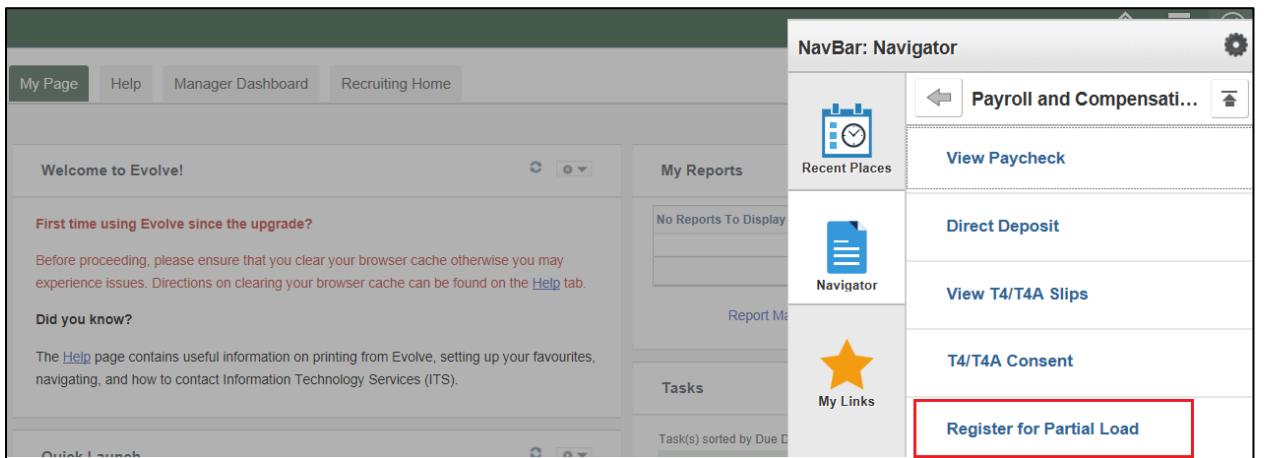 NavBar: Navigator
My Page
Help
Manager Dashboard
Recruiting Home
Payroll and Compensati...
Welcome to Evolve!
First time using Evolve since the upgrade?
Before proceeding, please ensure that you clear your browser cache otherwise you may
experience issues. Directions on clearing your browser cache can be found on the Help tab.
Did you know?
The Help page contains useful information on printing from Evolve, setting up your favourites,
navigating, and how to contact Information Technology Services (ITS).
Quick Launch
My Reports
No Reports To Display
Report Ma
Tasks
Task(s) sorted by Due D
Recent Places
Navigator
My Links
View Paycheck
Direct Deposit
View T4/T4A Slips
T4/T4A Consent
Register for Partial Load